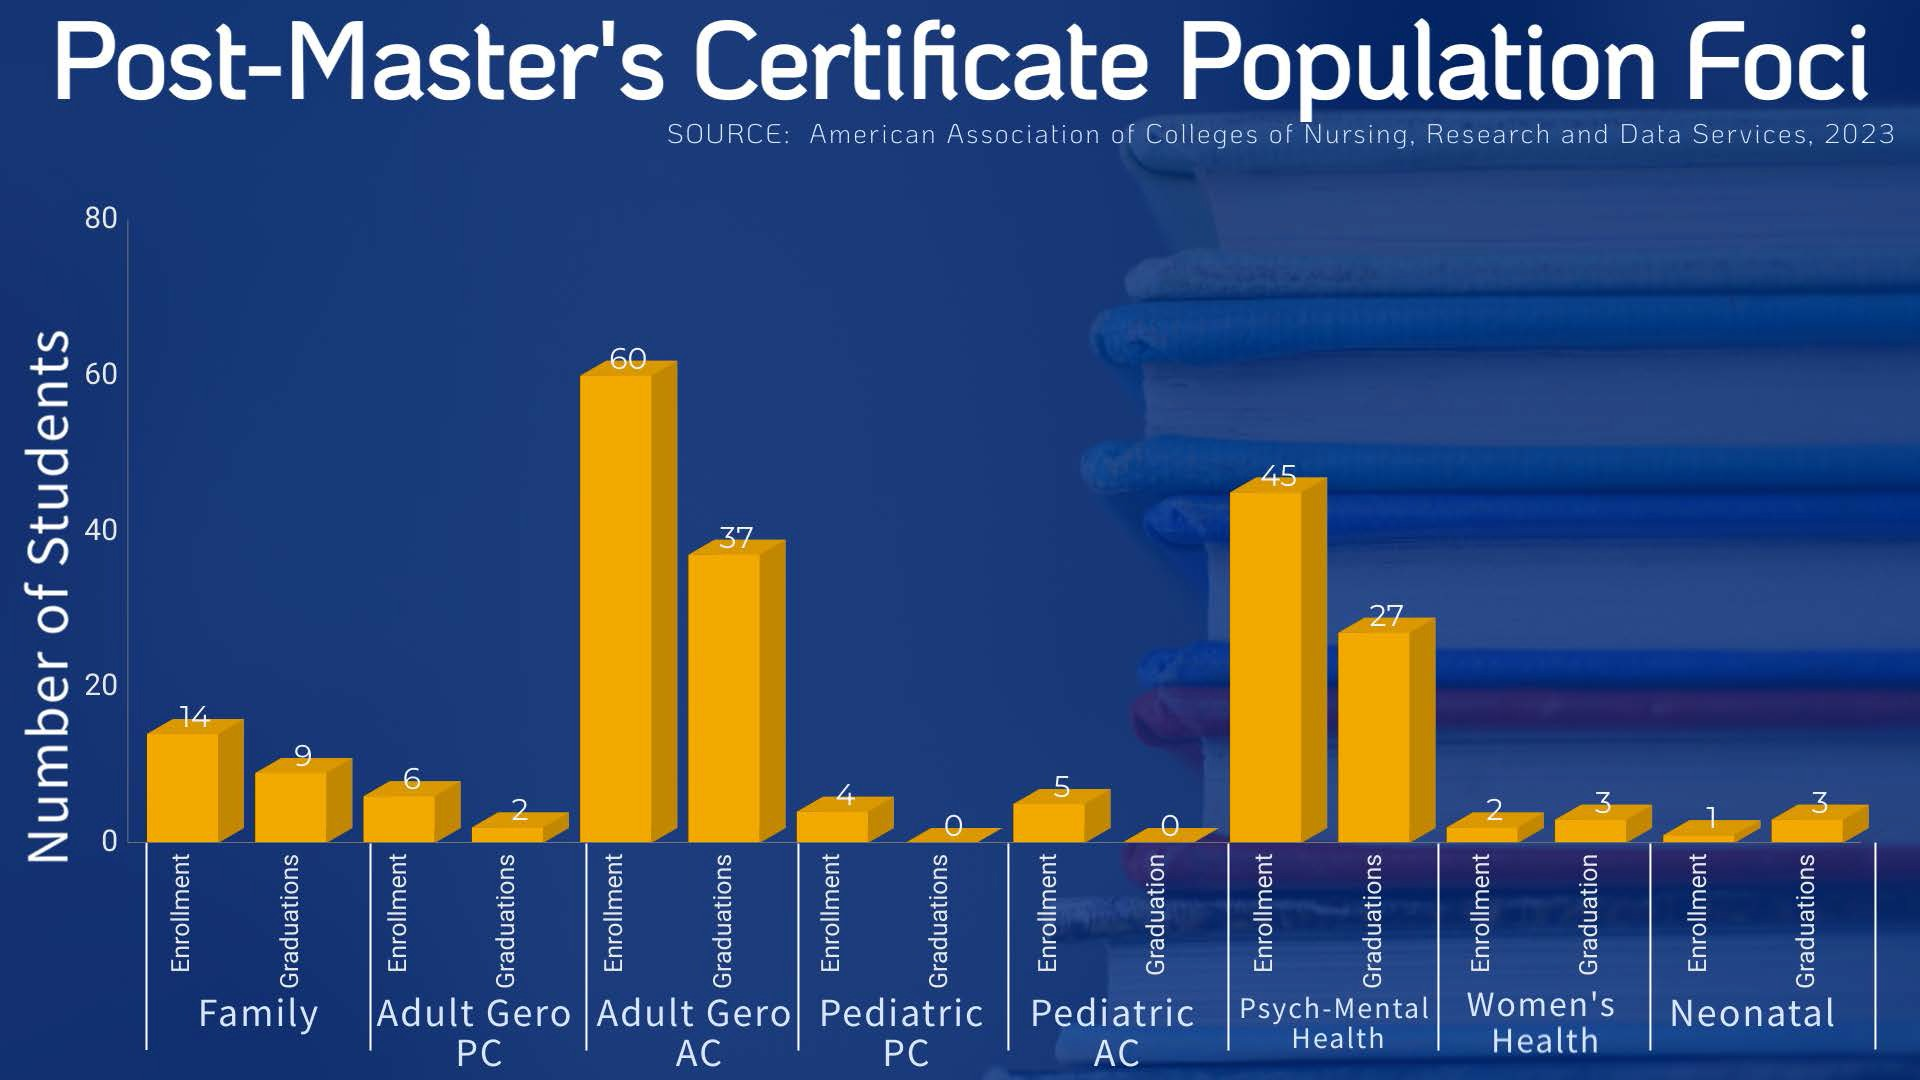 Post-Master's Certificate Population Foci
SOURCE:  American Association of Colleges of Nursing, Research and Data Services, 2023
Number of Students
80
60
40
20
0
14
9
6
2
60
37
4
0
5
0
45
27
2
3
1
3
Enrollment
Graduations
Enrollment
Graduations
Enrollment
Graduations
Enrollment
Graduations
Enrollment
Graduation
Enrollment
Graduations
Enrollment
Graduation
Enrollment
Graduations
Family
Adult Gero
PC
Adult Gero
AC
Pediatric
PC
Pediatric
AC
Psych-Mental
Health
Women's
Health
Neonatal